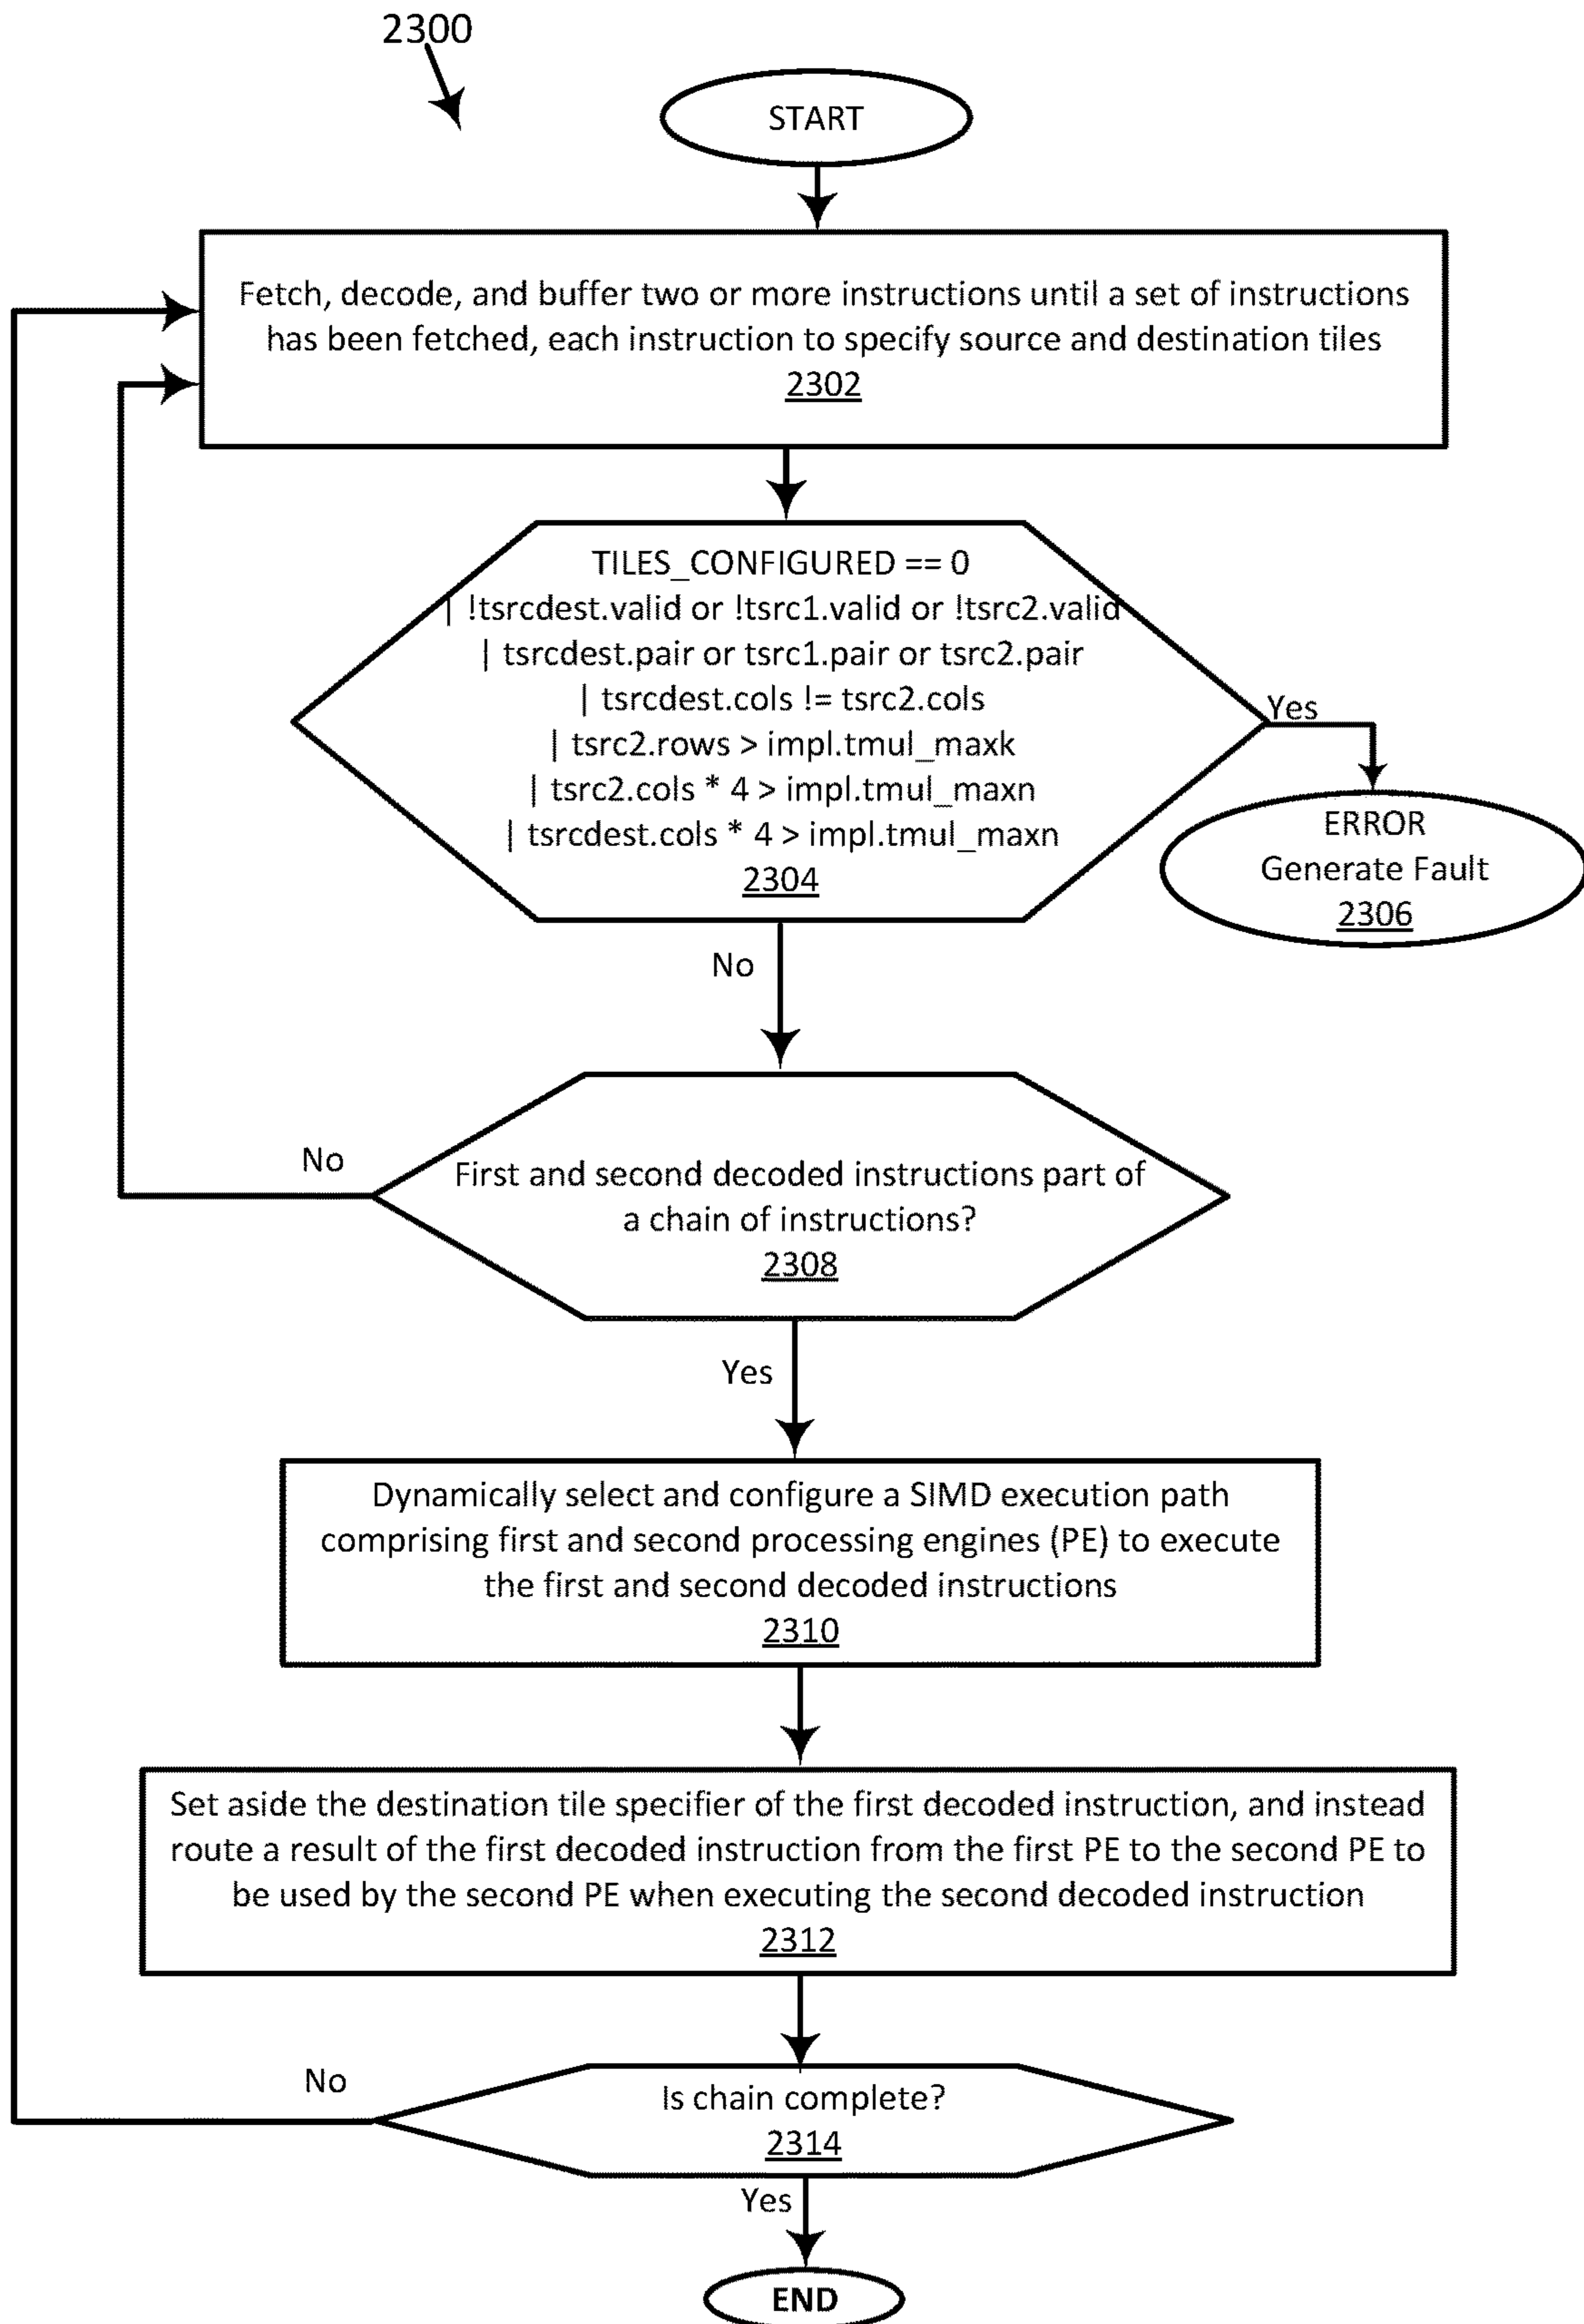 2300
START
Fetch, decode, and buffer two or more instructions until a set of instructions
has been fetched, each instruction to specify source and destination tiles
2302
TILES_CONFIGURED == 0
| !tsrcdest.valid or !tsrc1.valid or !tsrc2.valid
| tsrcdest.pair or tsrc1.pair or tsrc2.pair
| tsrcdest.cols != tsrc2.cols
| tsrc2.rows > impl.tmul_maxk
| tsrc2.cols * 4 > impl.tmul_maxn
| tsrcdest.cols * 4 > impl.tmul_maxn
2304
Yes
ERROR
Generate Fault
2306
No
No
First and second decoded instructions part of
a chain of instructions?
2308
Yes
Dynamically select and configure a SIMD execution path
comprising first and second processing engines (PE) to execute
the first and second decoded instructions
2310
Set aside the destination tile specifier of the first decoded instruction, and instead
route a result of the first decoded instruction from the first PE to the second PE to
be used by the second PE when executing the second decoded instruction
2312
No
Is chain complete?
2314
Yes
END